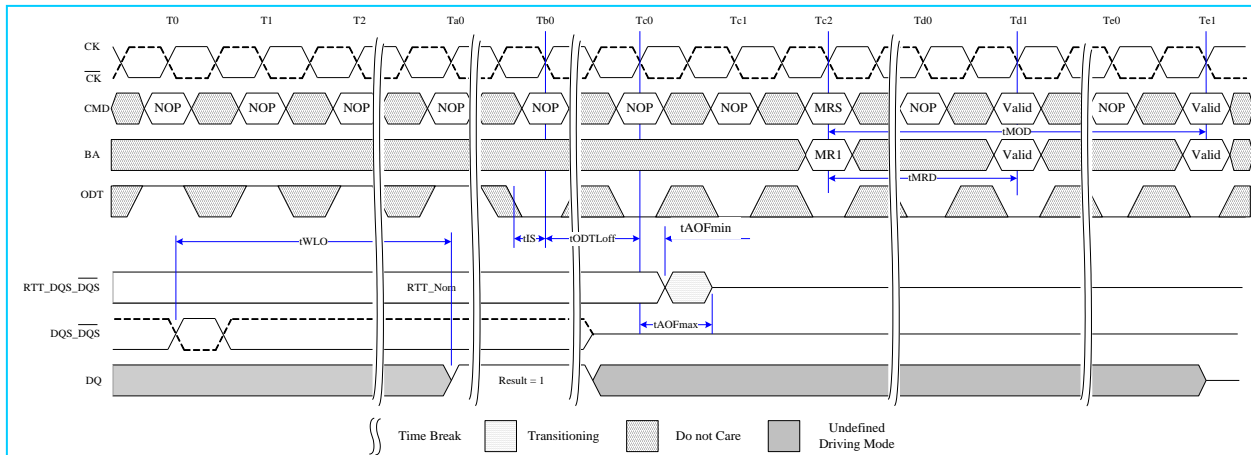 T0 T1 T2 Ta0 Tb0 Tc0 Tc1 Tc2 Td0 Td1 Te0 Te1
CK
CK
CMD NOP NOP NOP NOP NOP NOP NOP MRS NOP Valid NOP Valid
tMOD
BA MR1 Valid Valid
tMRD
ODT
tAOFmin
tWLO tIS tODTLoff
RTT_DQS_DQS RTT_Nom
tAOFmax
DQS_DQS
DQ Result = 1
Time Break Transitioning Do not Care Undefined
Driving Mode